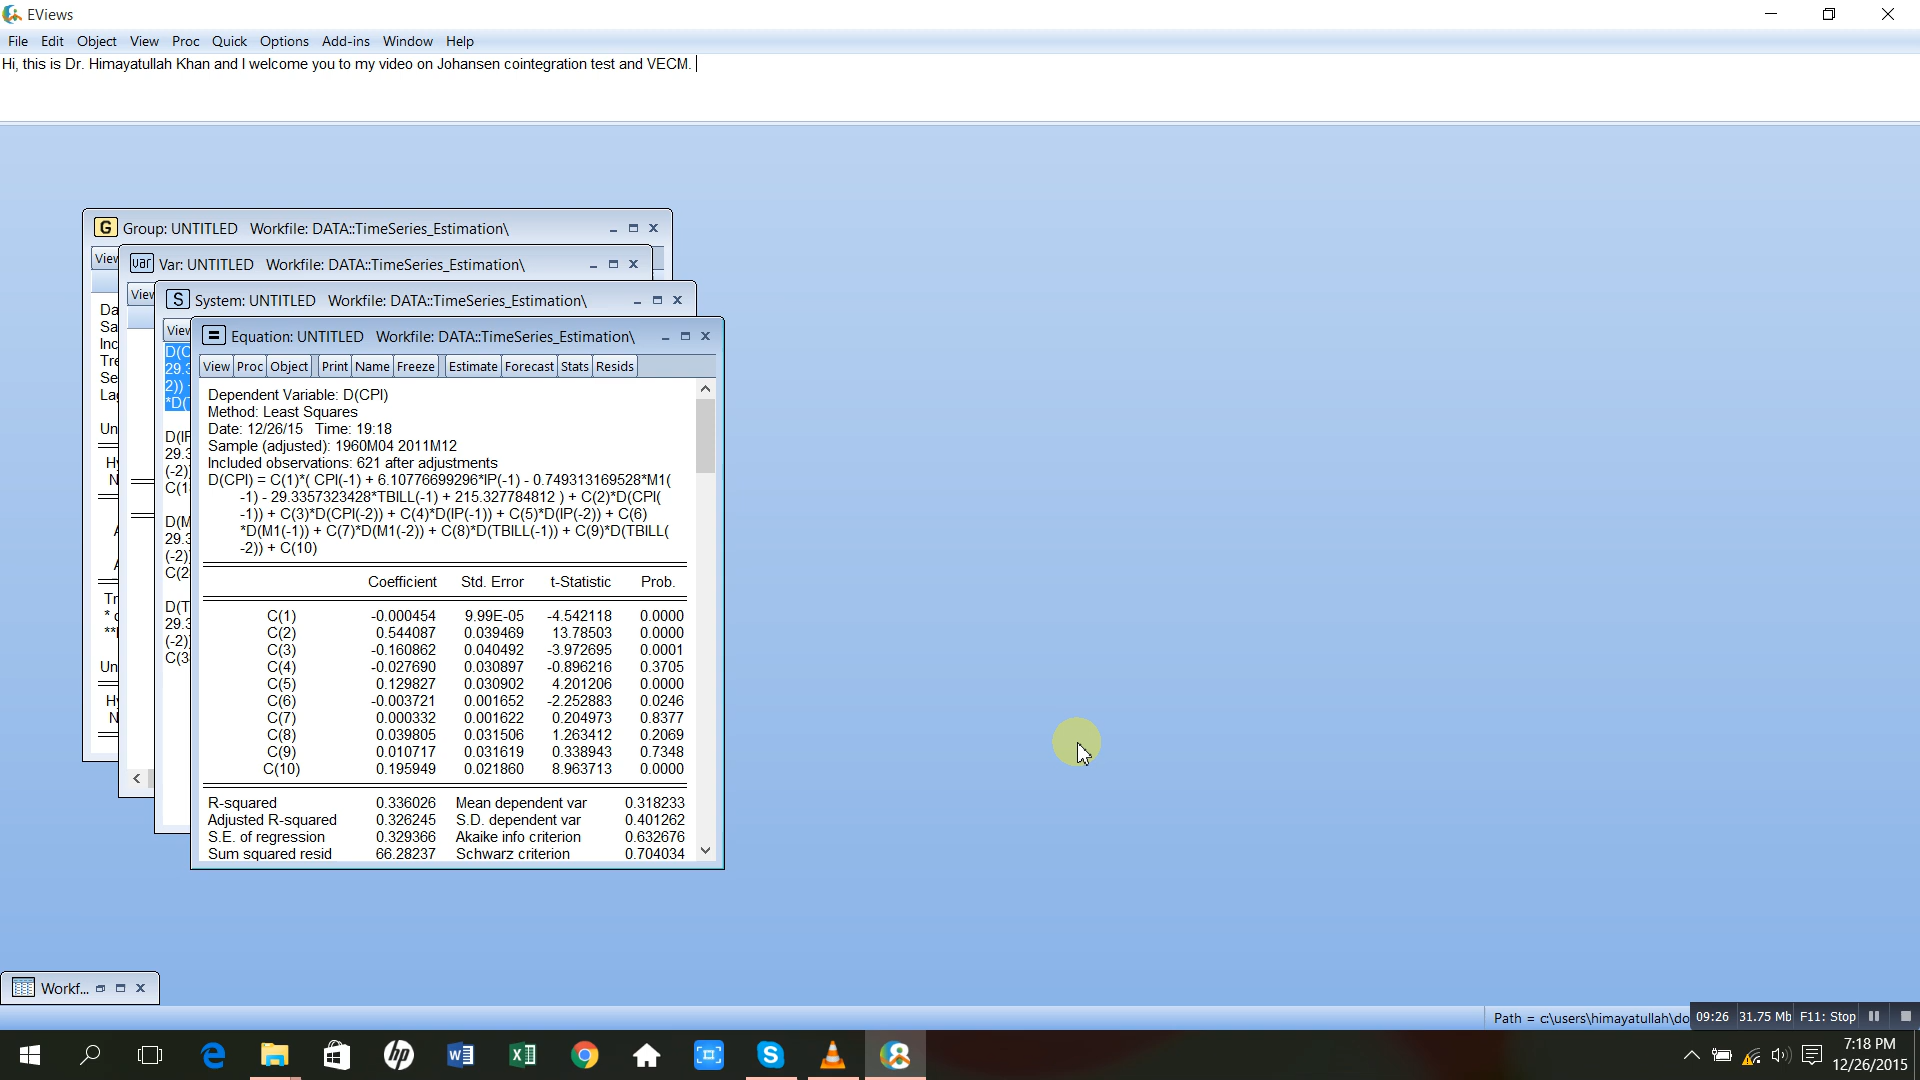 EViews
File Edit Object View Proc Quick Options Add-ins Window Help
Hi, this is Dr. Himayatullah Khan and I welcome you to my video on Johansen cointegration test and VECM.
G Group: UNTITLED Workfile: DATA::TimeSeries_Estimation\
View
var Var: UNTITLED Workfile: DATA::TimeSeries_Estimation\
View
S System: UNTITLED Workfile: DATA::TimeSeries_Estimation\
View
Equation: UNTITLED Workfile: DATA::TimeSeries_Estimation\
View Proc Object Print Name Freeze Estimate Forecast Stats Resids
Dependent Variable: D(CPI)
Method: Least Squares
Date: 12/26/15 Time: 19:18
Sample (adjusted): 1960M04 2011M12
Included observations: 621 after adjustments
D(CPI) = C(1)*( CPI(-1) + 6.10776699296*IP(-1) - 0.749313169528*M1(
-1) - 29.3357323428*TBILL(-1) + 215.327784812 ) + C(2)*D(CPI(
-1)) + C(3)*D(CPI(-2)) + C(4)*D(IP(-1)) + C(5)*D(IP(-2)) + C(6)
*D(M1(-1)) + C(7)*D(M1(-2)) + C(8)*D(TBILL(-1)) + C(9)*D(TBILL(
-2)) + C(10)
Coefficient Std. Error t-Statistic Prob.
C(1) -0.000454 9.99E-05 -4.542118 0.0000
C(2) 0.544087 0.039469 13.78503 0.0000
C(3) -0.160862 0.040492 -3.972695 0.0001
C(4) -0.027690 0.030897 -0.896216 0.3705
C(5) 0.129827 0.030902 4.201206 0.0000
C(6) -0.003721 0.001652 -2.252883 0.0246
C(7) 0.000332 0.001622 0.204973 0.8377
C(8) 0.039805 0.031506 1.263412 0.2069
C(9) 0.010717 0.031619 0.338943 0.7348
C(10) 0.195949 0.021860 8.963713 0.0000
R-squared 0.336026 Mean dependent var 0.318233
Adjusted R-squared 0.326245 S.D. dependent var 0.401262
S.E. of regression 0.329366 Akaike info criterion 0.632676
Sum squared resid 66.28237 Schwarz criterion 0.704034
Workf...
Path = c:\users\himayatullah\do
09:26 31.75 Mb F11: Stop
7:18 PM
12/26/2015